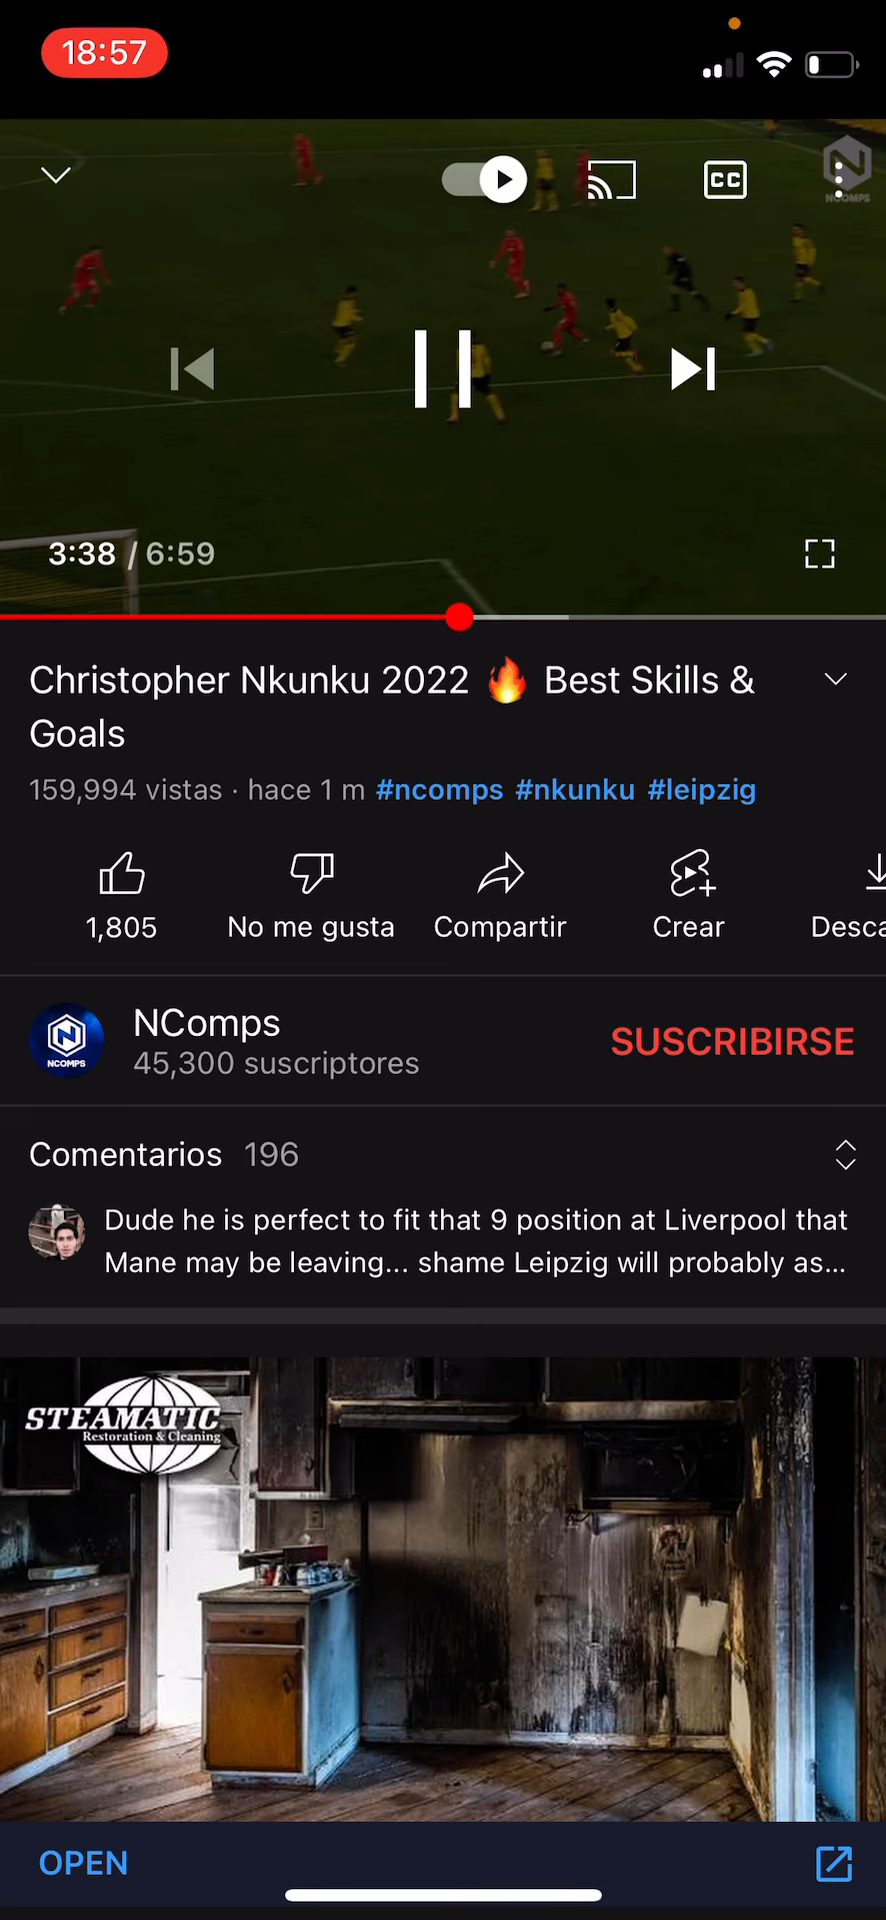 18:57
CC
NCOMPS
3:38 / 6:59
Christopher Nkunku 2022 🔥 Best Skills &
Goals
159,994 vistas · hace 1 m #ncomps #nkunku #leipzig
1,805
No me gusta
Compartir
Crear
Desca
NCOMPS
NComps
45,300 suscriptores
SUSCRIBIRSE
Comentarios 196
Dude he is perfect to fit that 9 position at Liverpool that
Mane may be leaving... shame Leipzig will probably as...
STEAMATIC
Restoration & Cleaning
OPEN